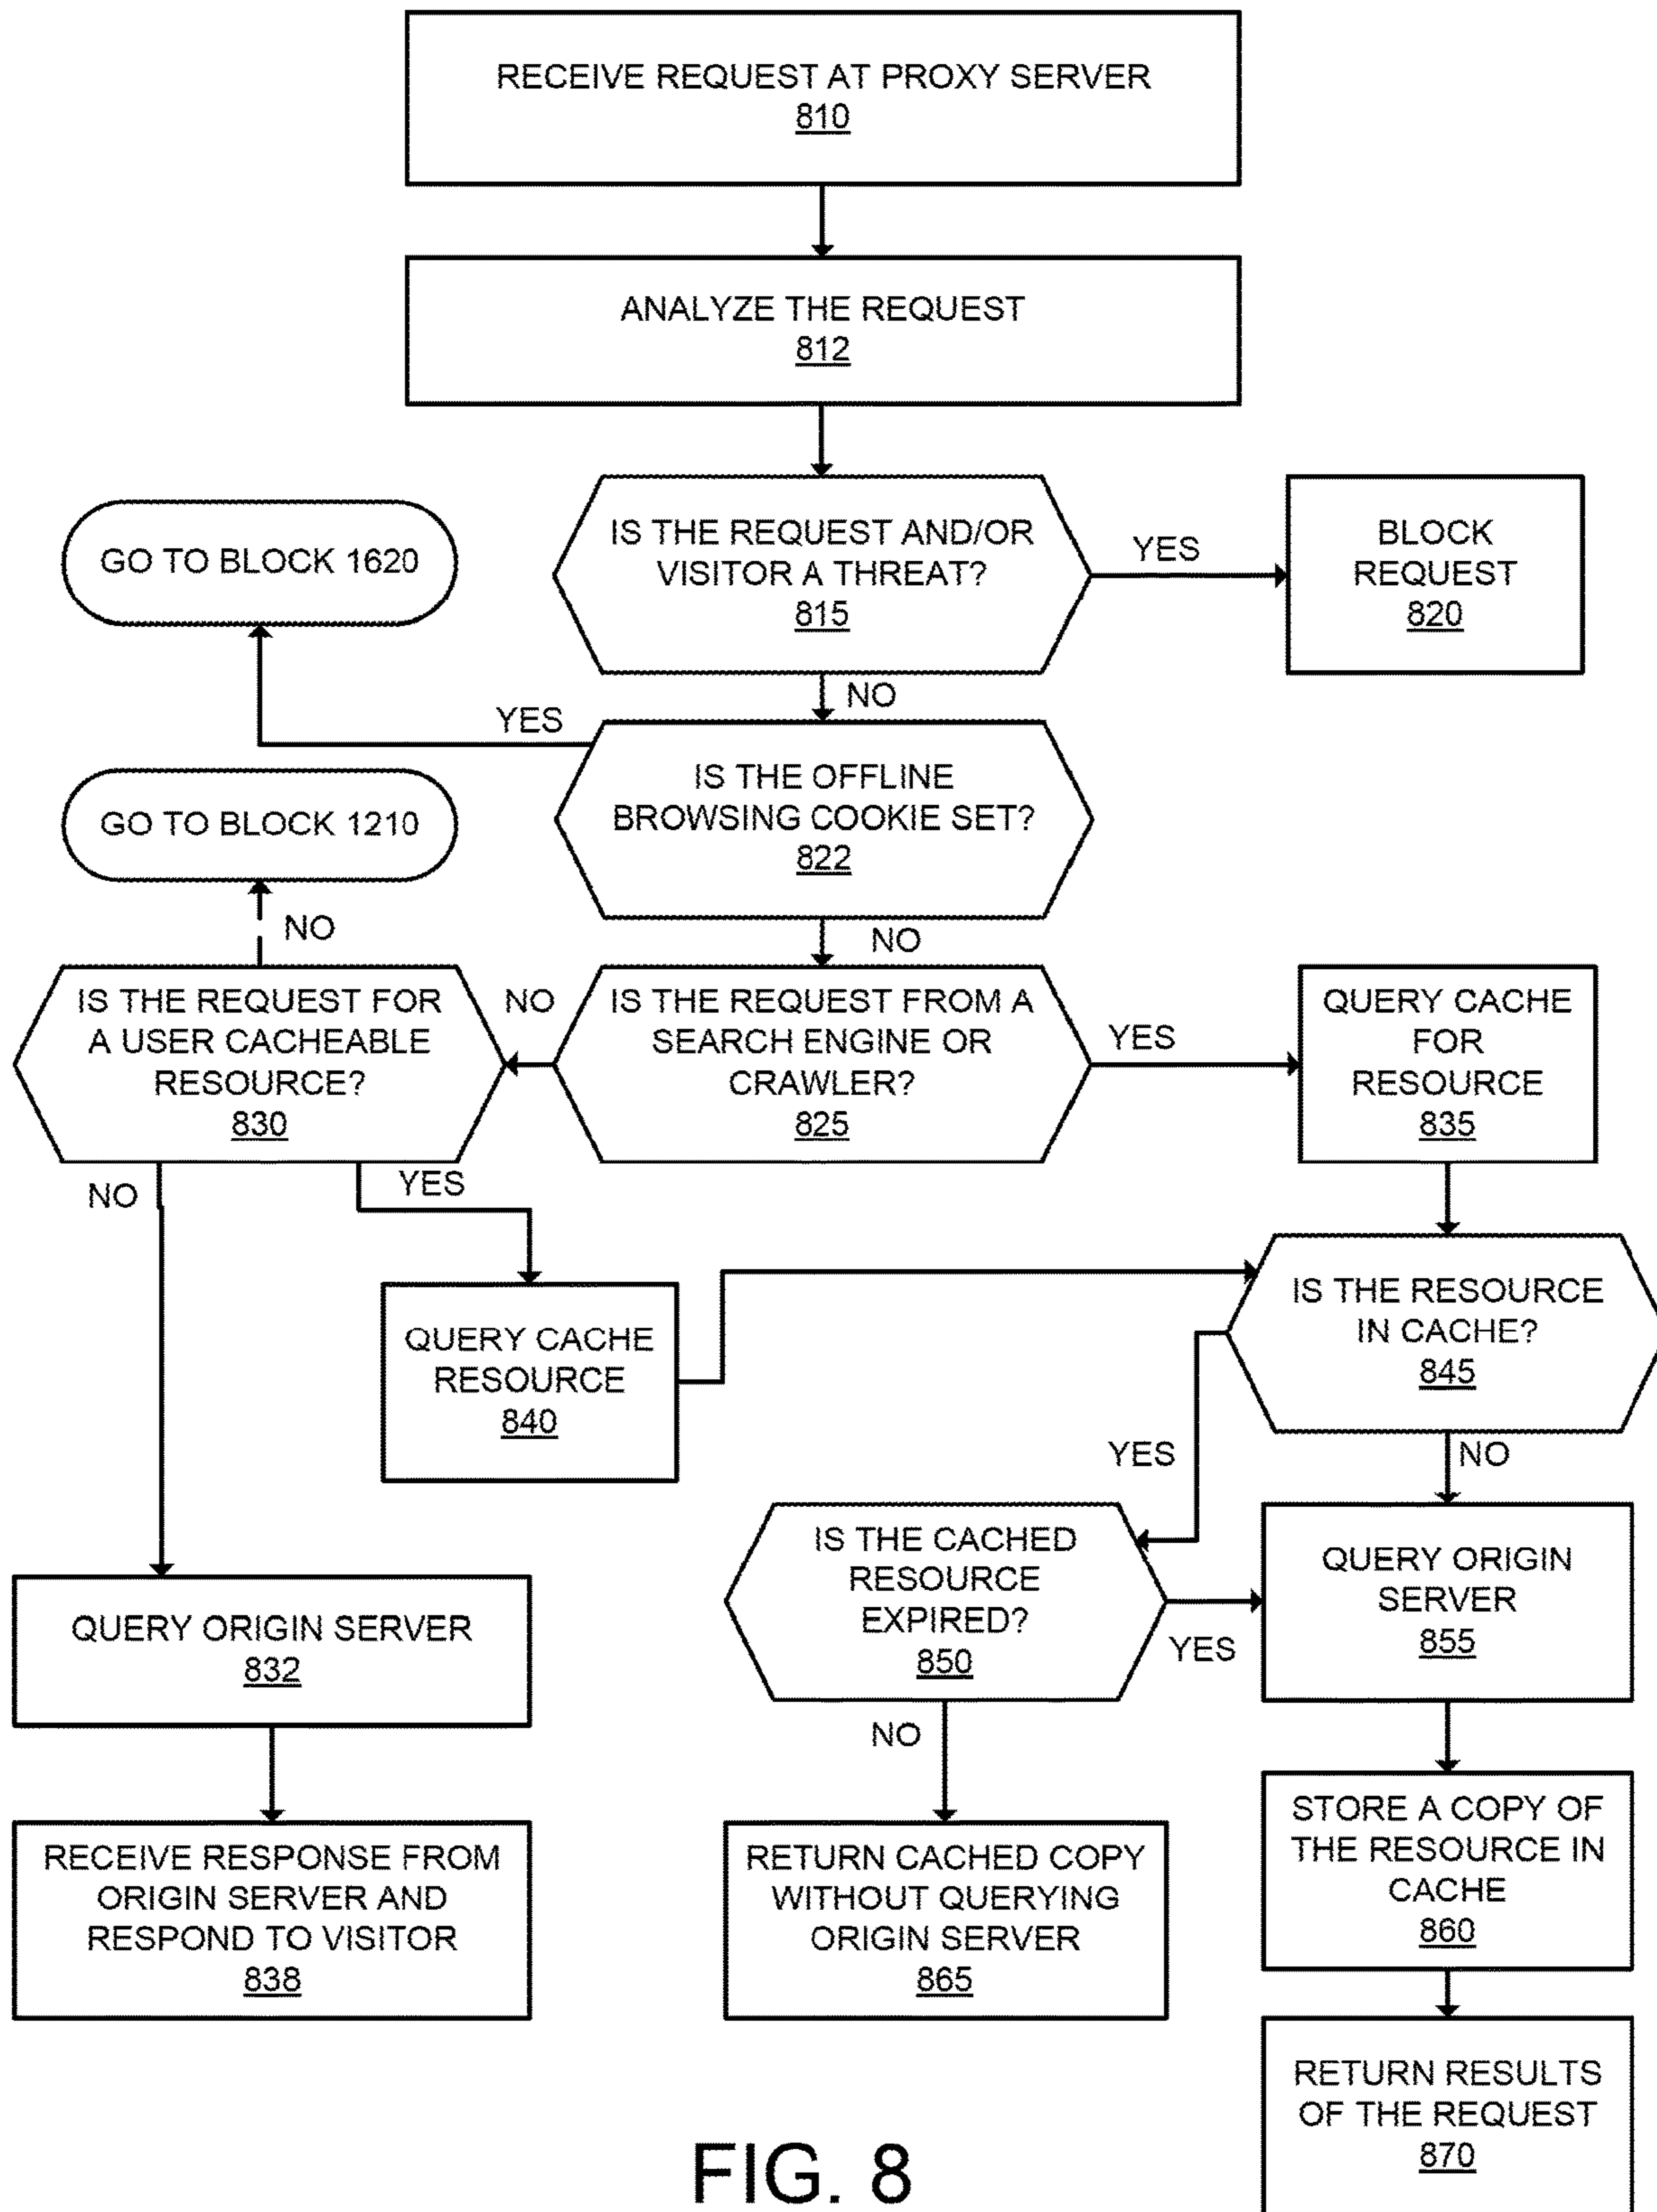 RECEIVE REQUEST AT PROXY SERVER
810
ANALYZE THE REQUEST
812
IS THE REQUEST AND/OR
VISITOR A THREAT?
815
YES
BLOCK
REQUEST
820
GO TO BLOCK 1620
NO
YES
IS THE OFFLINE
BROWSING COOKIE SET?
822
GO TO BLOCK 1210
NO
NO
IS THE REQUEST FOR
A USER CACHEABLE
RESOURCE?
830
NO
IS THE REQUEST FROM A
SEARCH ENGINE OR
CRAWLER?
825
YES
QUERY CACHE
FOR
RESOURCE
835
NO
YES
QUERY CACHE
RESOURCE
840
IS THE RESOURCE
IN CACHE?
845
YES
NO
IS THE CACHED
RESOURCE
EXPIRED?
850
YES
QUERY ORIGIN
SERVER
855
QUERY ORIGIN SERVER
832
NO
RECEIVE RESPONSE FROM
ORIGIN SERVER AND
RESPOND TO VISITOR
838
RETURN CACHED COPY
WITHOUT QUERYING
ORIGIN SERVER
865
STORE A COPY OF
THE RESOURCE IN
CACHE
860
RETURN RESULTS
OF THE REQUEST
870
FIG. 8